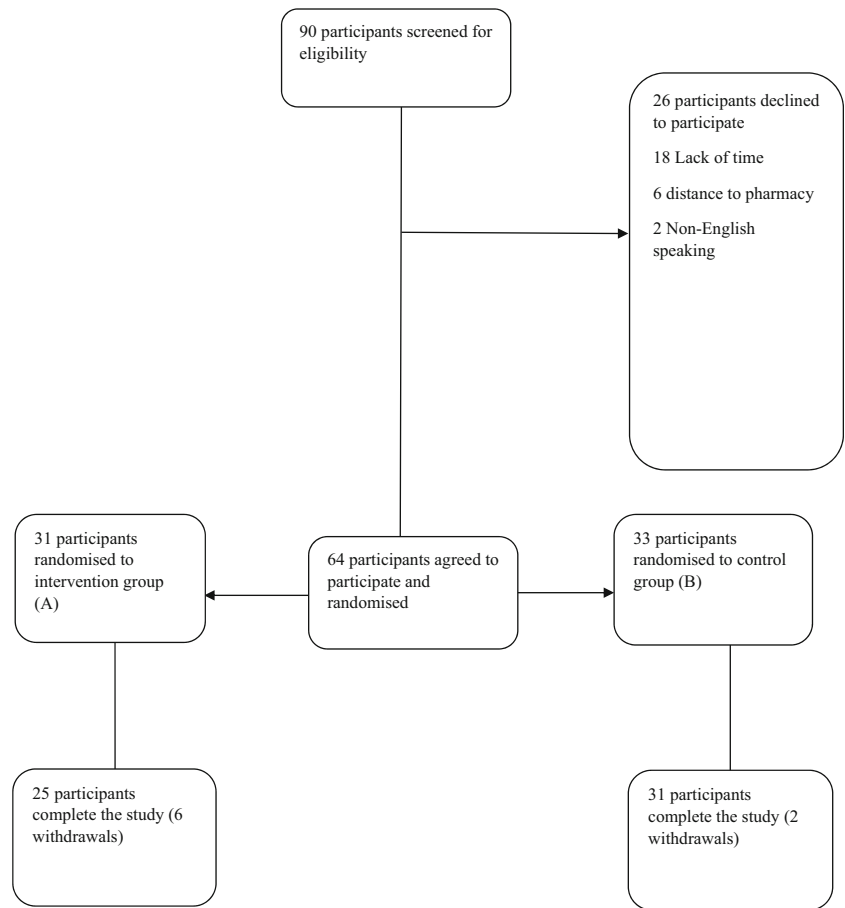 90 participants screened for
eligibility
26 participants declined
to participate
18 Lack of time
6 distance to pharmacy
2 Non-English
speaking
31 participants
randomised to
intervention group
(A)
64 participants agreed to
participate and
randomised
33 participants
randomised to control
group (B)
25 participants
complete the study (6
withdrawals)
31 participants
complete the study (2
withdrawals)